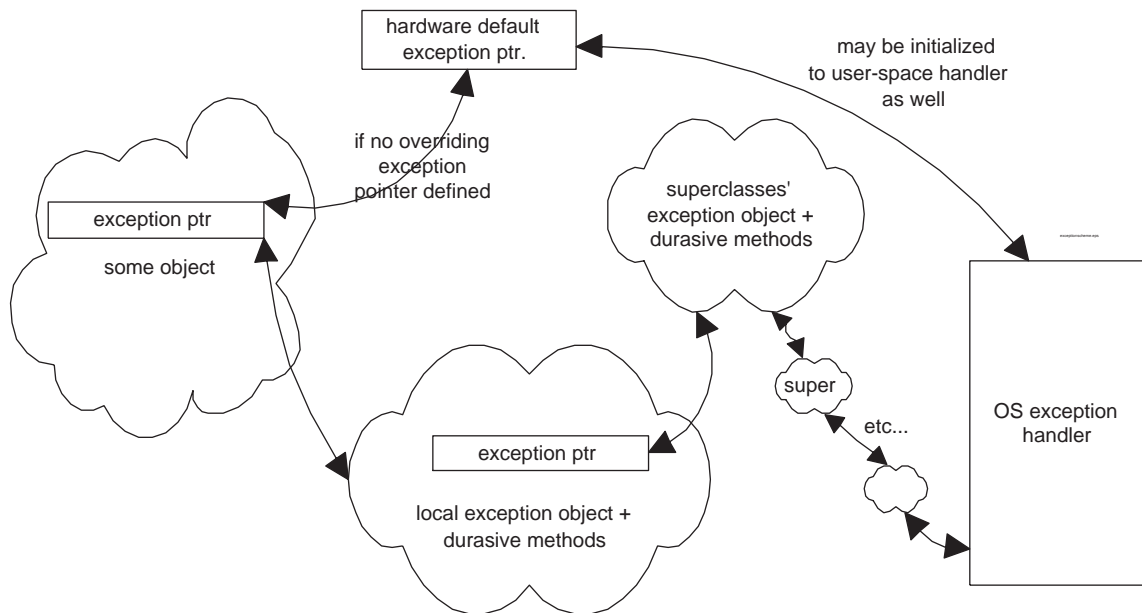 hardware default
exception ptr.
may be initialized
to user-space handler
as well
if no overriding
exception
pointer defined
superclasses'
exception object +
durasive methods
exception ptr
some object
super
etc...
OS exception
handler
exception ptr
local exception object +
durasive methods